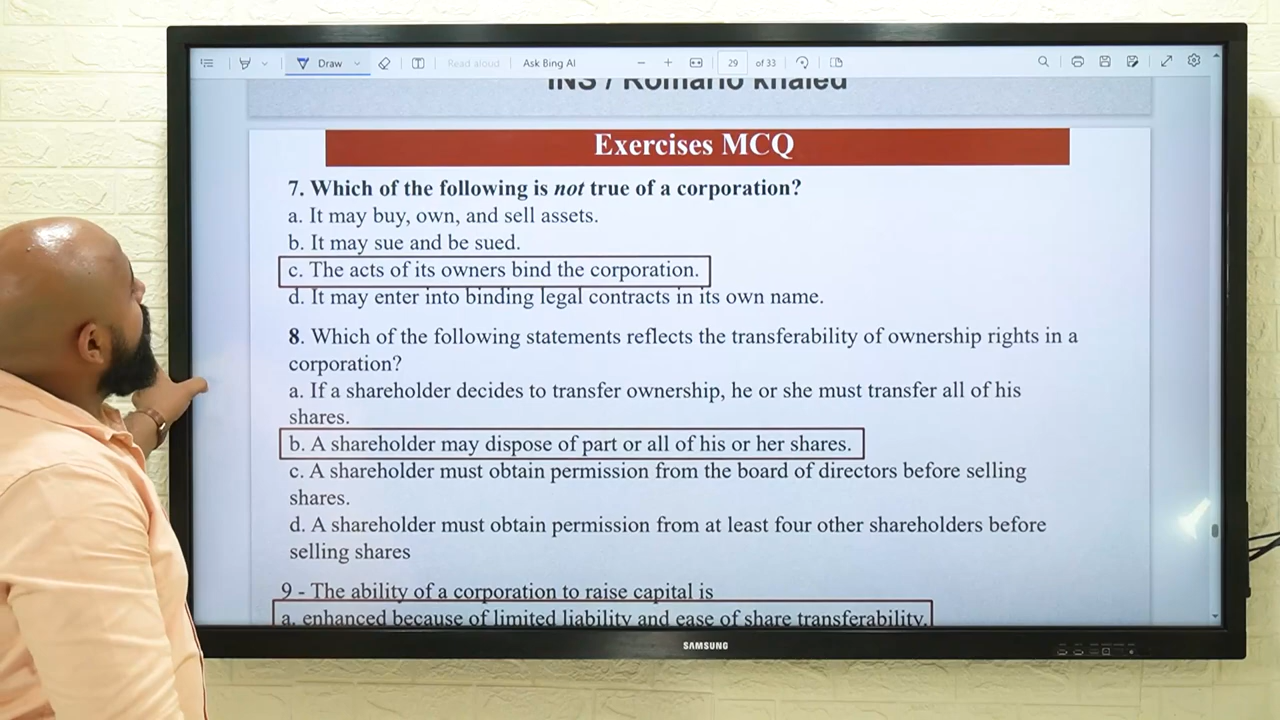 Draw
Read aloud
Ask Bing AI
29
of 33
INS / Romario khaled
Exercises MCQ
7. Which of the following is not true of a corporation?
a. It may buy, own, and sell assets.
b. It may sue and be sued.
c. The acts of its owners bind the corporation.
d. It may enter into binding legal contracts in its own name.
8. Which of the following statements reflects the transferability of ownership rights in a
corporation?
a. If a shareholder decides to transfer ownership, he or she must transfer all of his
shares.
b. A shareholder may dispose of part or all of his or her shares.
c. A shareholder must obtain permission from the board of directors before selling
shares.
d. A shareholder must obtain permission from at least four other shareholders before
selling shares
9 - The ability of a corporation to raise capital is
a. enhanced because of limited liability and ease of share transferability.
SAMSUNG